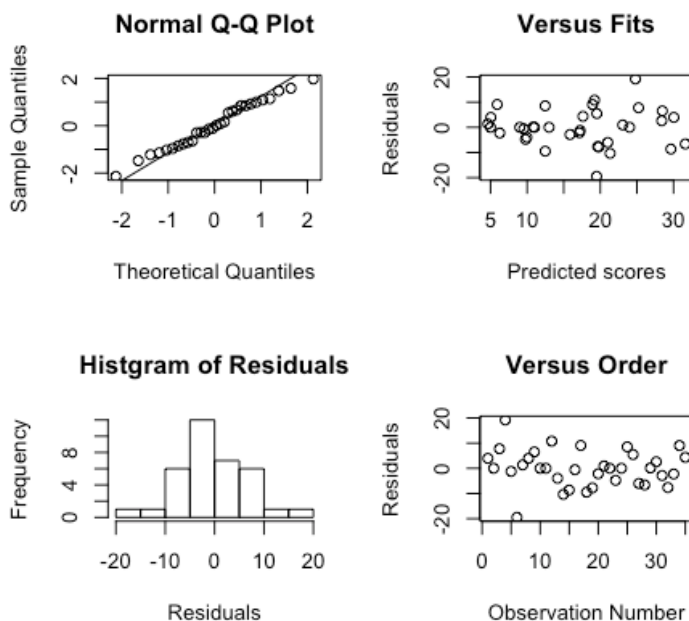 Normal Q-Q Plot
Sample Quantiles
2
0
-2
-2 -1 0 1 2
Theoretical Quantiles
Versus Fits
Residuals
20
0
-20
5 10 20 30
Predicted scores
Histgram of Residuals
Frequency
8
4
0
-20 -10 0 10 20
Residuals
Versus Order
Residuals
20
0
-20
0 10 20 30
Observation Number